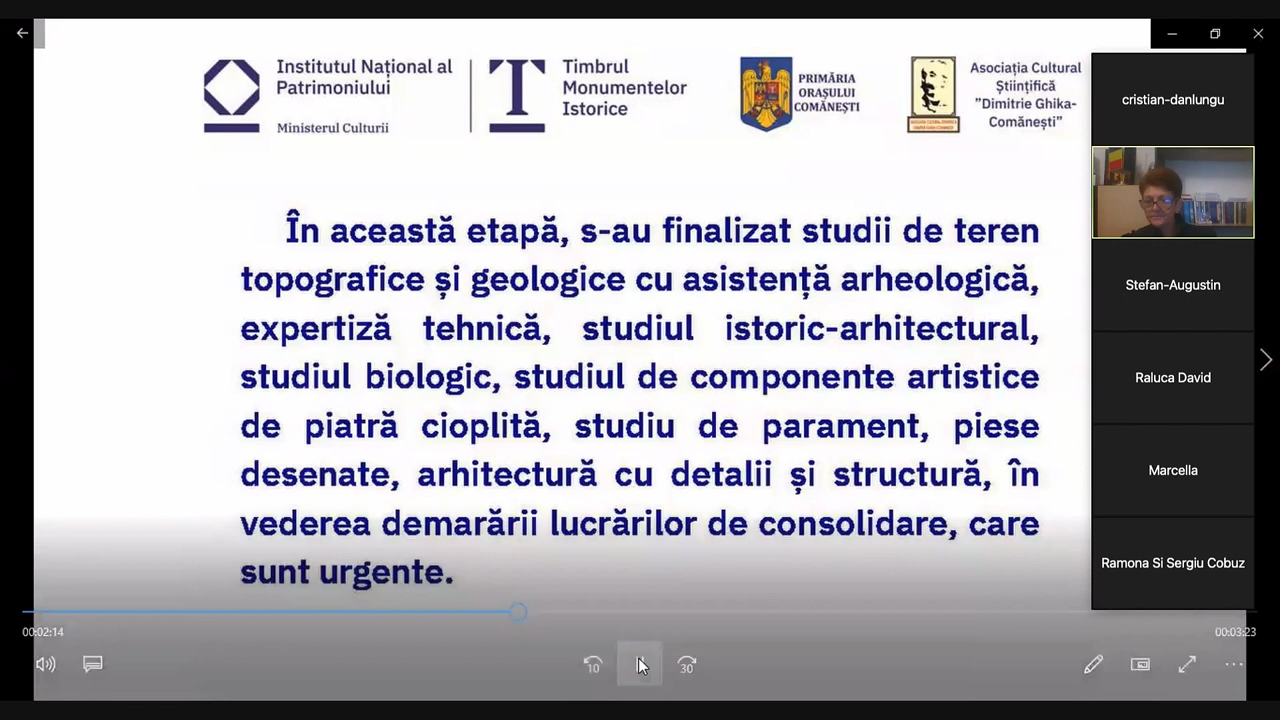 Institutul Național al
Patrimoniului
Ministerul Culturii
Timbrul
Monumentelor
Istorice
PRIMĂRIA
ORAȘULUI
COMĂNEȘTI
Asociația Cultural
Științifică
”Dimitrie Ghika-
Comănești”
În această etapă, s-au finalizat studii de teren
topografice și geologice cu asistență arheologică,
expertiză tehnică, studiul istoric-arhitectural,
studiul biologic, studiul de componente artistice
de piatră cioplită, studiu de parament, piese
desenate, arhitectură cu detalii și structură, în
vederea demarării lucrărilor de consolidare, care
sunt urgente.
cristian-danlungu
Stefan-Augustin
Raluca David
Marcella
Ramona Si Sergiu Cobuz
00:02:14
00:03:23
10
30